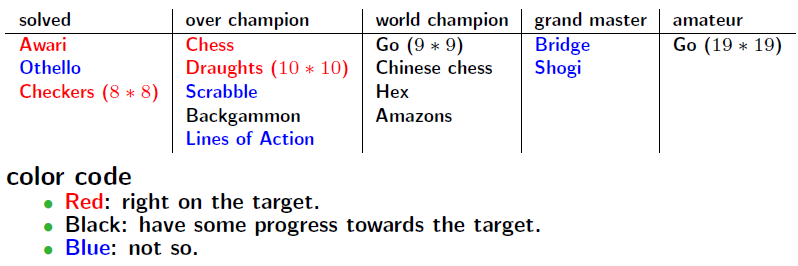 solved over champion world champion grand master amateur
Awari Chess Go (9 ∗ 9) Bridge Go (19 ∗ 19)
Othello Draughts (10 ∗ 10) Chinese chess Shogi
Checkers (8 ∗ 8) Scrabble Hex
Backgammon Amazons
Lines of Action
color code
• Red: right on the target.
• Black: have some progress towards the target.
• Blue: not so.